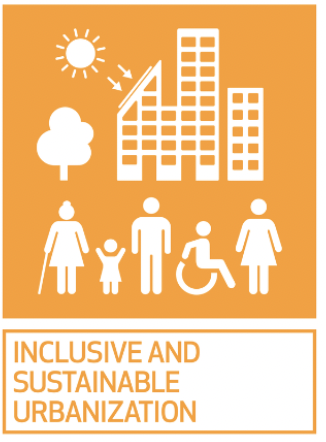 INCLUSIVE AND
SUSTAINABLE
URBANIZATION